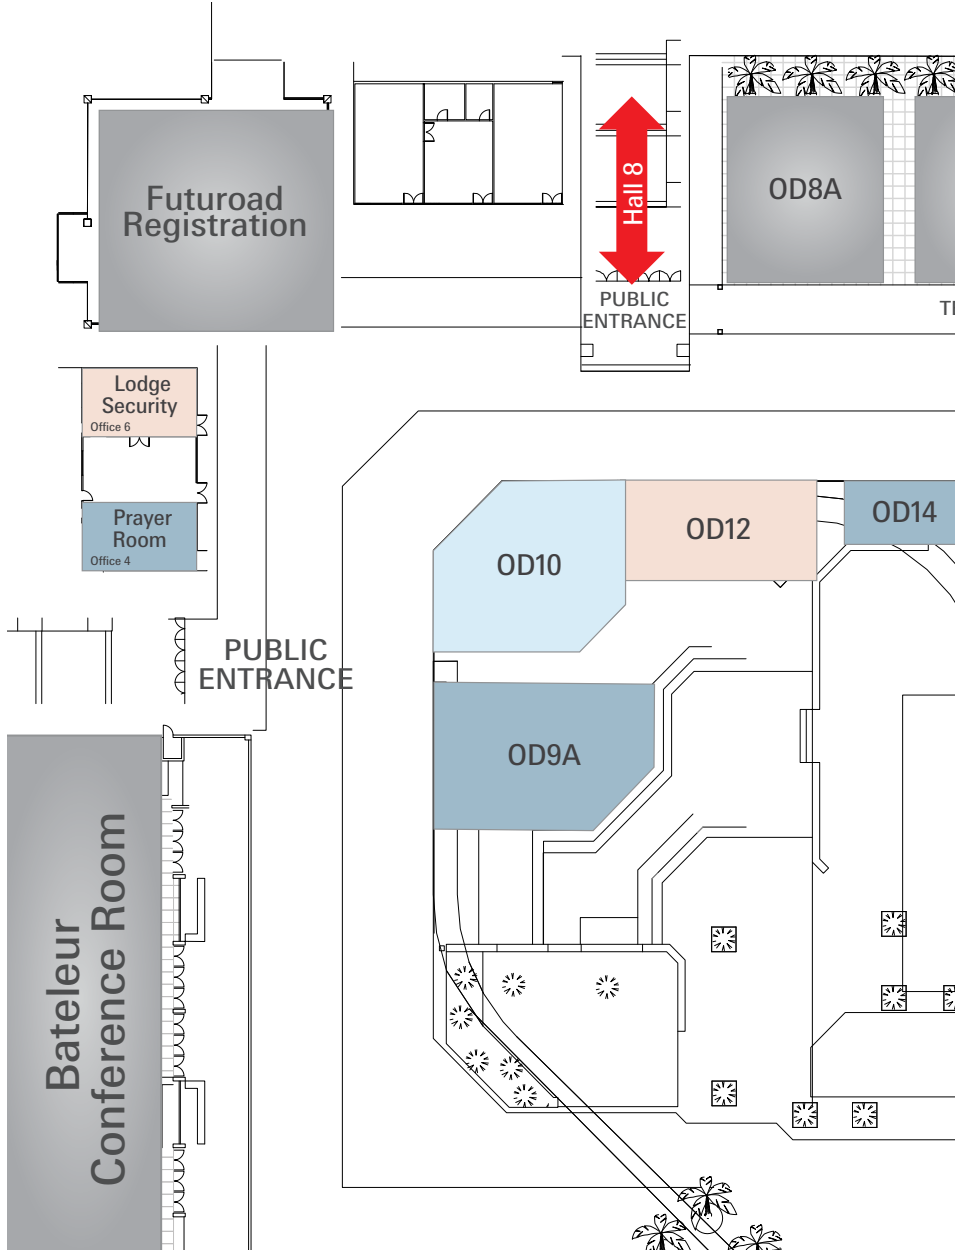 Futuroad
Registration
Hall 8
OD8A
PUBLIC
ENTRANCE
Lodge
Security
Office 6
Prayer
Room
Office 4
OD10
OD12
OD14
PUBLIC
ENTRANCE
OD9A
Bateleur
Conference Room